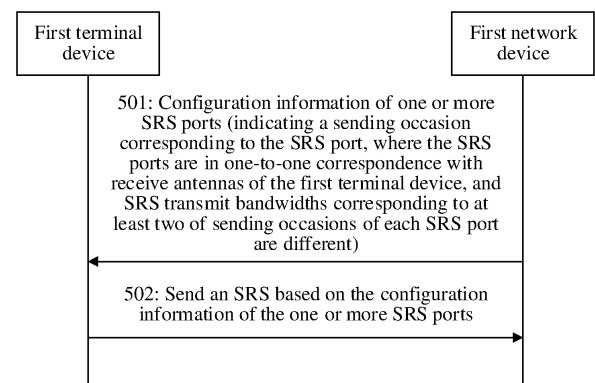 First terminal
device
First network
device
501: Configuration information of one or more
SRS ports (indicating a sending occasion
corresponding to the SRS port, where the SRS
ports are in one-to-one correspondence with
receive antennas of the first terminal device, and
SRS transmit bandwidths corresponding to at
least two of sending occasions of each SRS port
are different)
502: Send an SRS based on the configuration
information of the one or more SRS ports